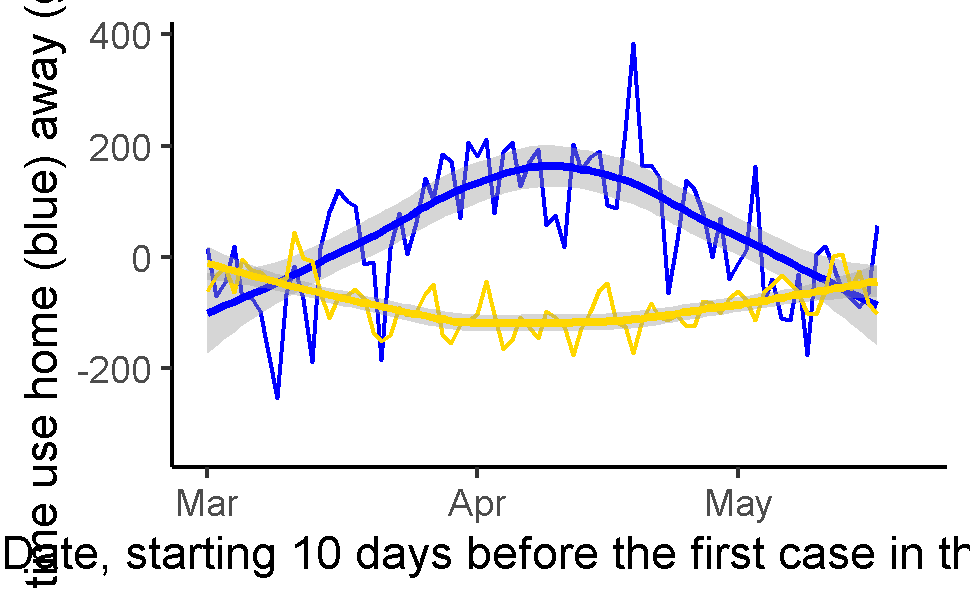 time use home (blue) away (
400
200
0
-200
Mar Apr May
Date, starting 10 days before the first case in th